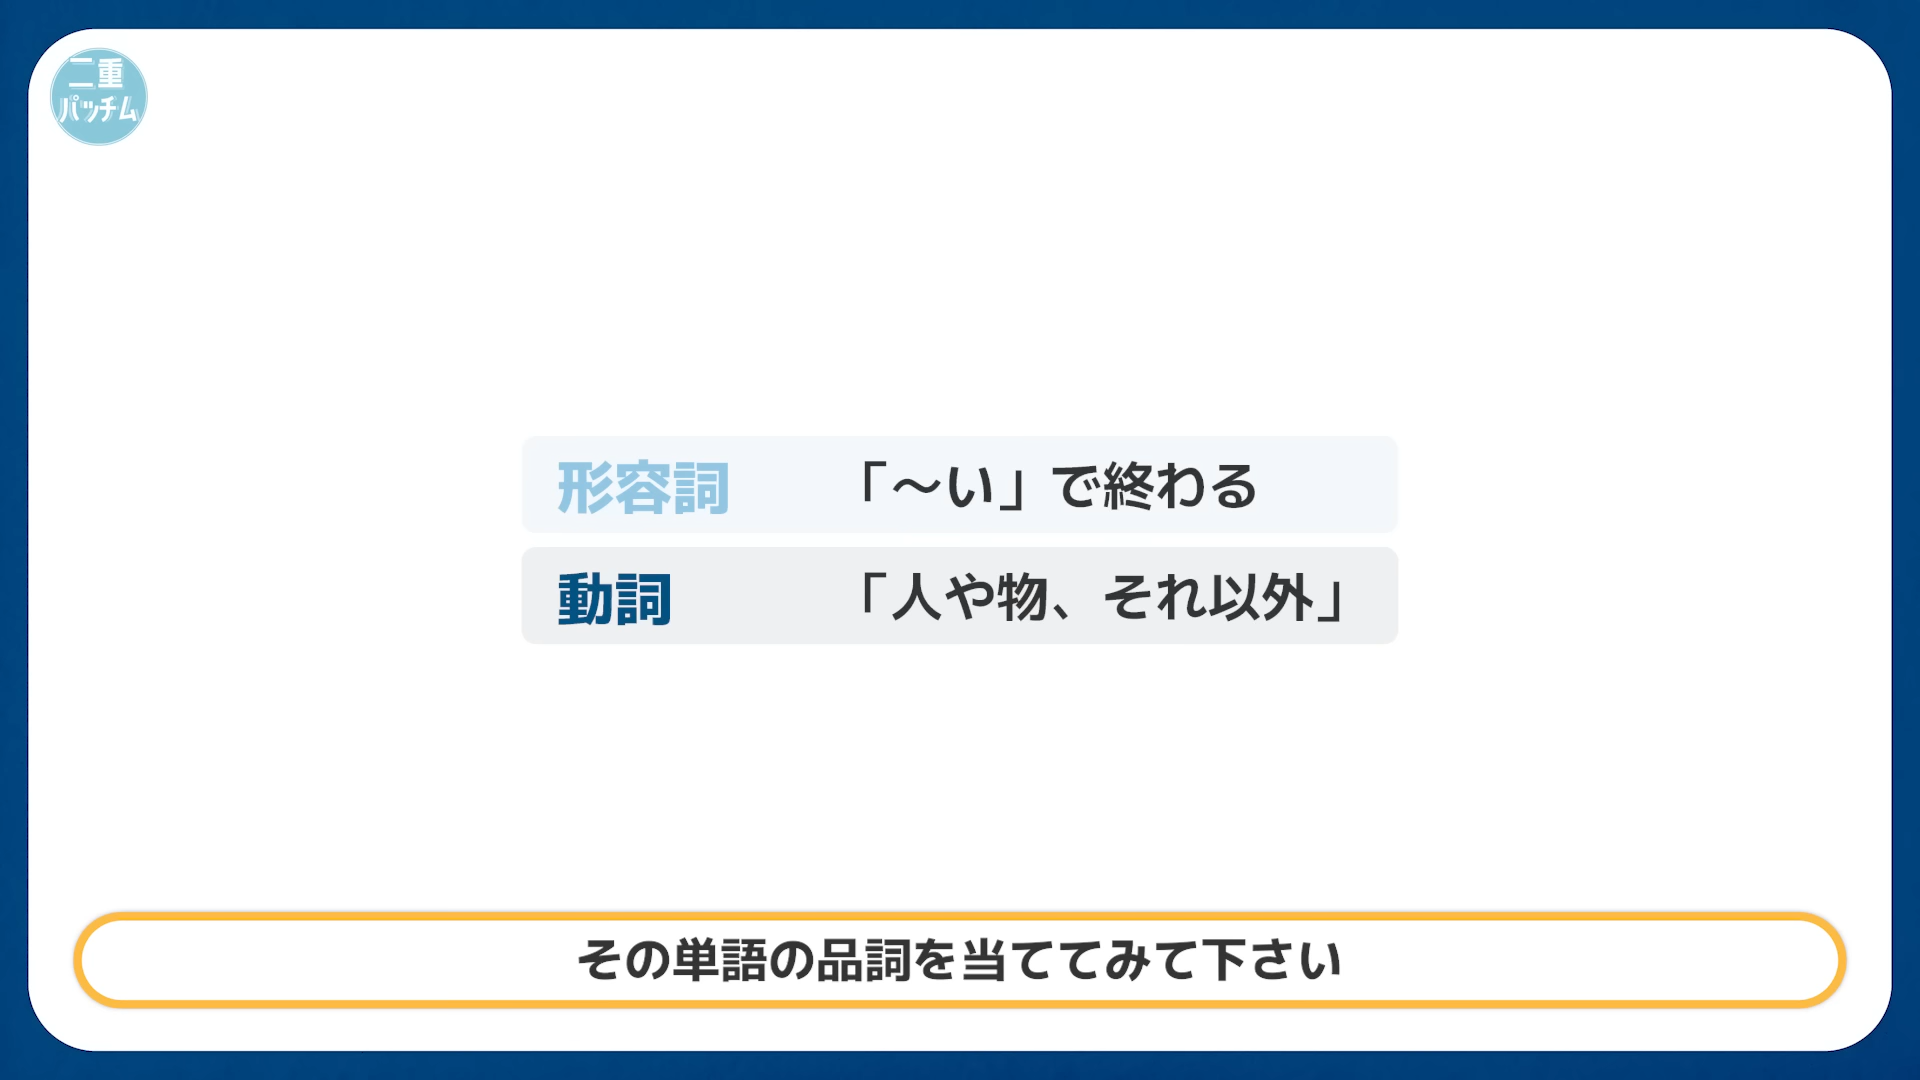 二重
パッチム
形容詞 「～い」で終わる
動詞 「人や物、それ以外」
その単語の品詞を当ててみて下さい